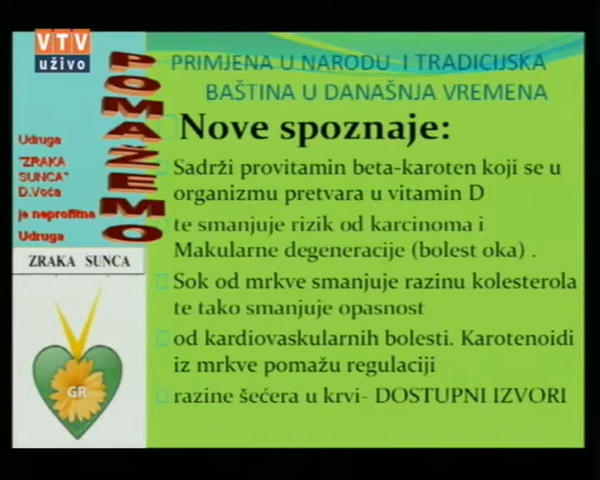 VTV
uživo
POMAŽEMO
Udruga
"ZRAKA
SUNCA"
D.Voća
je neprofitna
Udruga
ZRAKA SUNCA
GR
PRIMJENA U NARODU I TRADICIJSKA
BAŠTINA U DANAŠNJA VREMENA
Nove spoznaje:
Sadrži provitamin beta-karoten koji se u
organizmu pretvara u vitamin D
te smanjuje rizik od karcinoma i
Makularne degeneracije (bolest oka) .
Sok od mrkve smanjuje razinu kolesterola
te tako smanjuje opasnost
od kardiovaskularnih bolesti. Karotenoidi
iz mrkve pomažu regulaciji
razine šećera u krvi- DOSTUPNI IZVORI